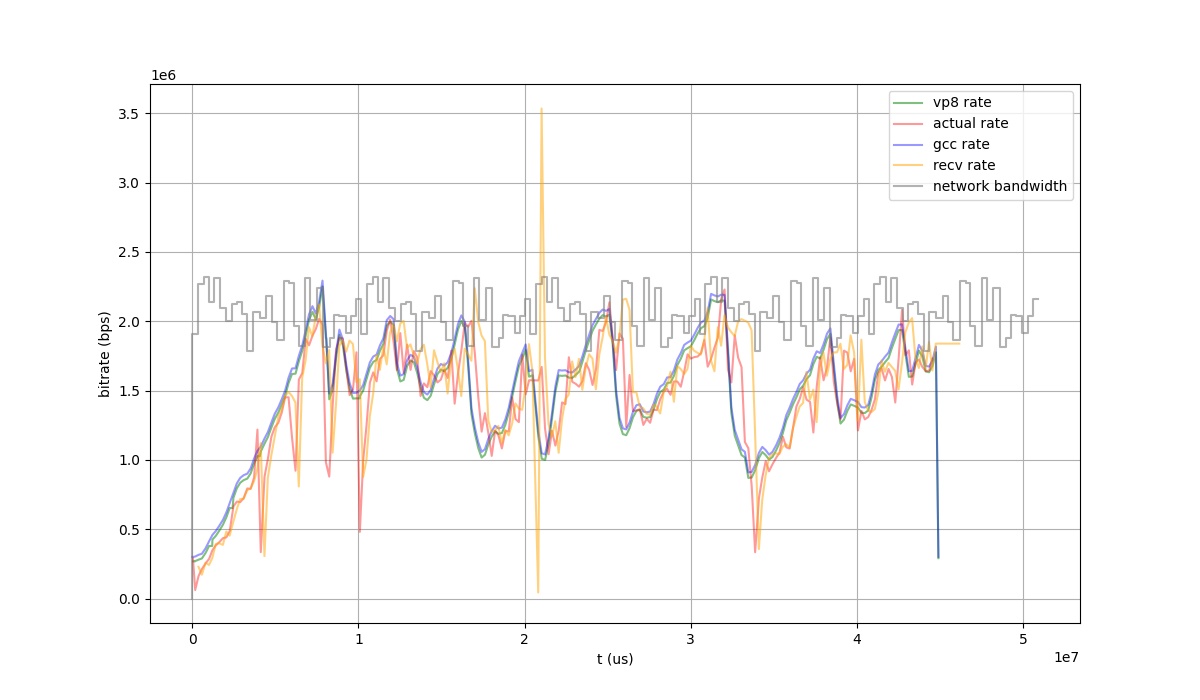 1e6
3.5
3.0
2.5
2.0
1.5
1.0
0.5
0.0
bitrate (bps)
vp8 rate
actual rate
gcc rate
recv rate
network bandwidth
0
1
2
3
4
5
t (us)
1e7